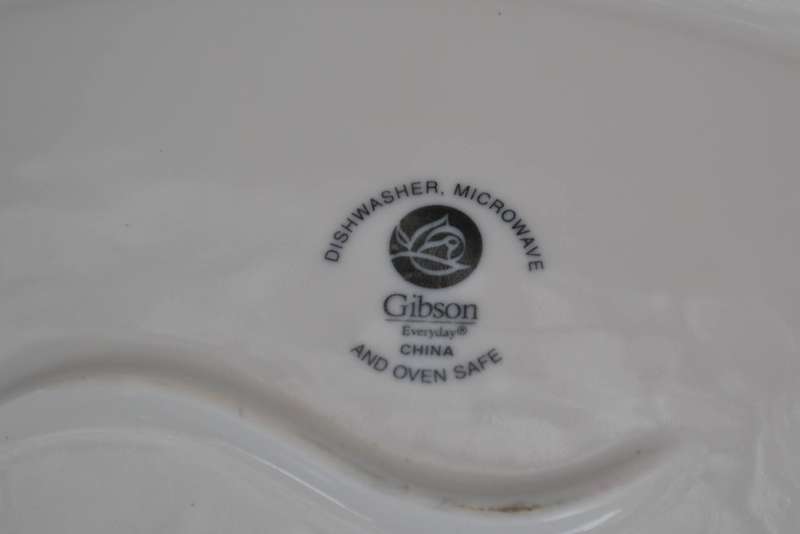 DISHWASHER, MICROWAVE
Gibson
Everyday®
CHINA
AND OVEN SAFE